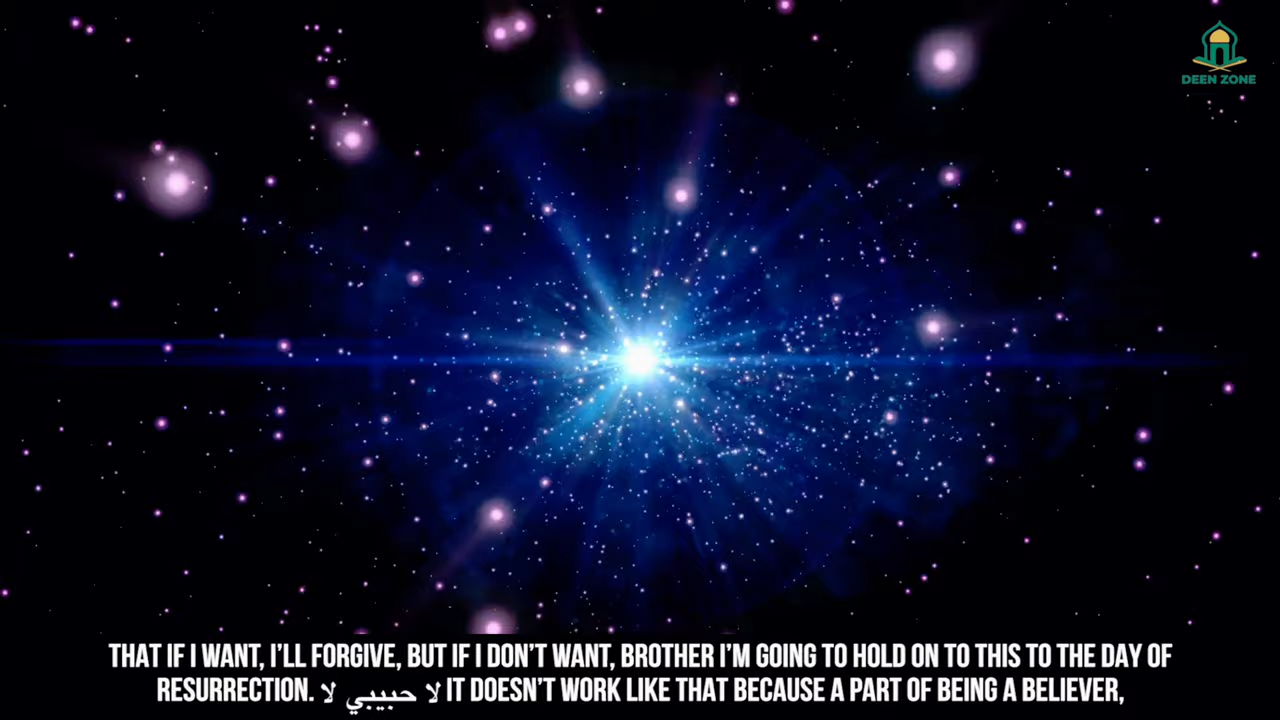 DEEN ZONE
THAT IF I WANT, I'LL FORGIVE, BUT IF I DON'T WANT, BROTHER I'M GOING TO HOLD ON TO THIS TO THE DAY OF
RESURRECTION. لا حبيبي لا IT DOESN'T WORK LIKE THAT BECAUSE A PART OF BEING A BELIEVER,